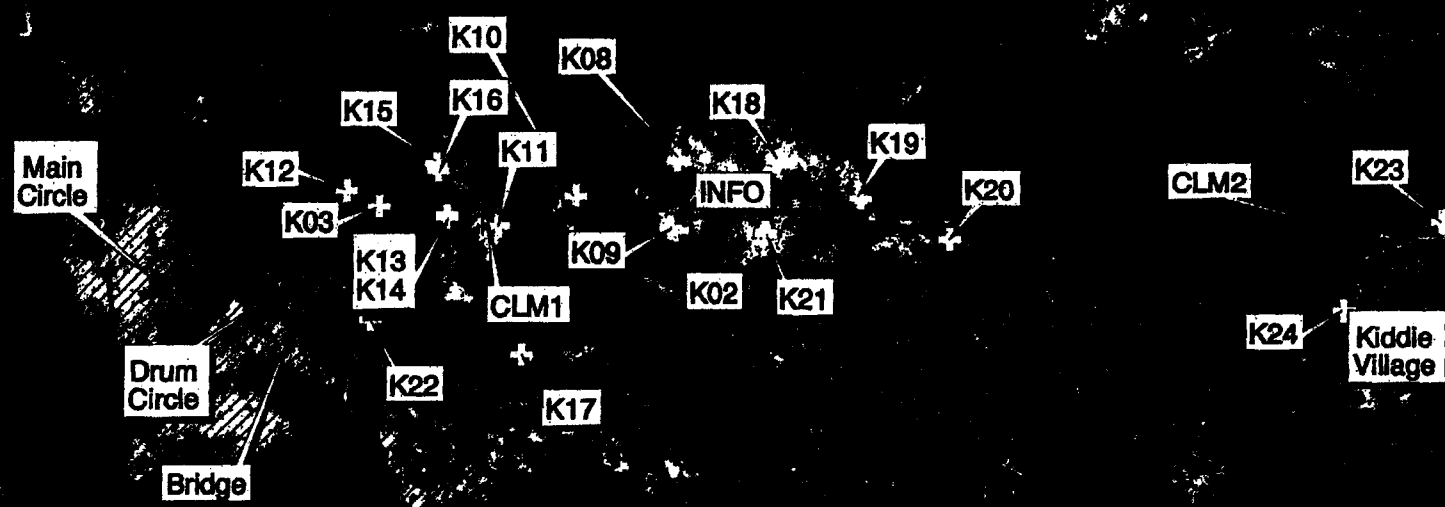 K10
K08
K15
K16
K18
K11
K19
Main
Circle
K12
INFO
CLM2
K23
K20
K03
K13
K14
K09
CLM1
K02
K21
K24
Kiddie
Village
Drum
Circle
K22
K17
Bridge